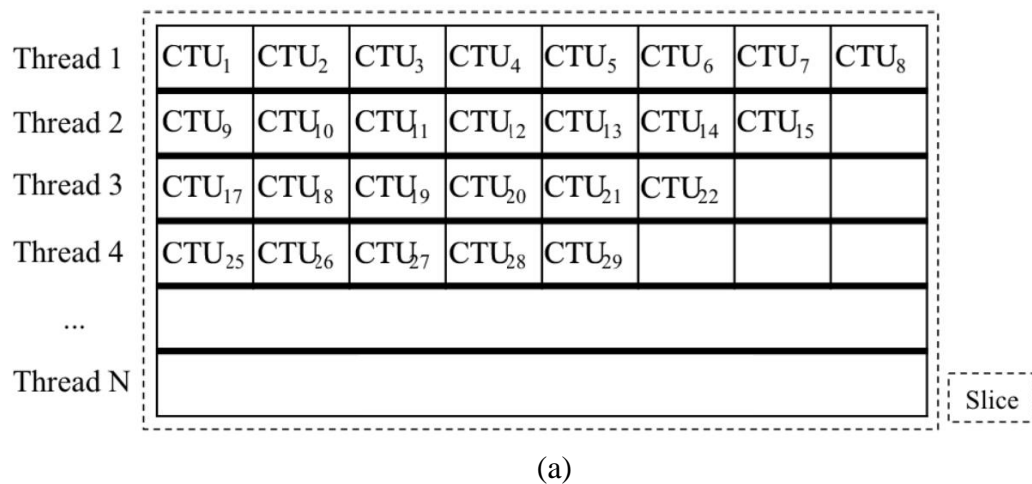 Thread 1 CTU₁ CTU₂ CTU₃ CTU₄ CTU₅ CTU₆ CTU₇ CTU₈
Thread 2 CTU₉ CTU₁₀ CTU₁₁ CTU₁₂ CTU₁₃ CTU₁₄ CTU₁₅
Thread 3 CTU₁₇ CTU₁₈ CTU₁₉ CTU₂₀ CTU₂₁ CTU₂₂
Thread 4 CTU₂₅ CTU₂₆ CTU₂₇ CTU₂₈ CTU₂₉
...
Thread N
Slice
(a)